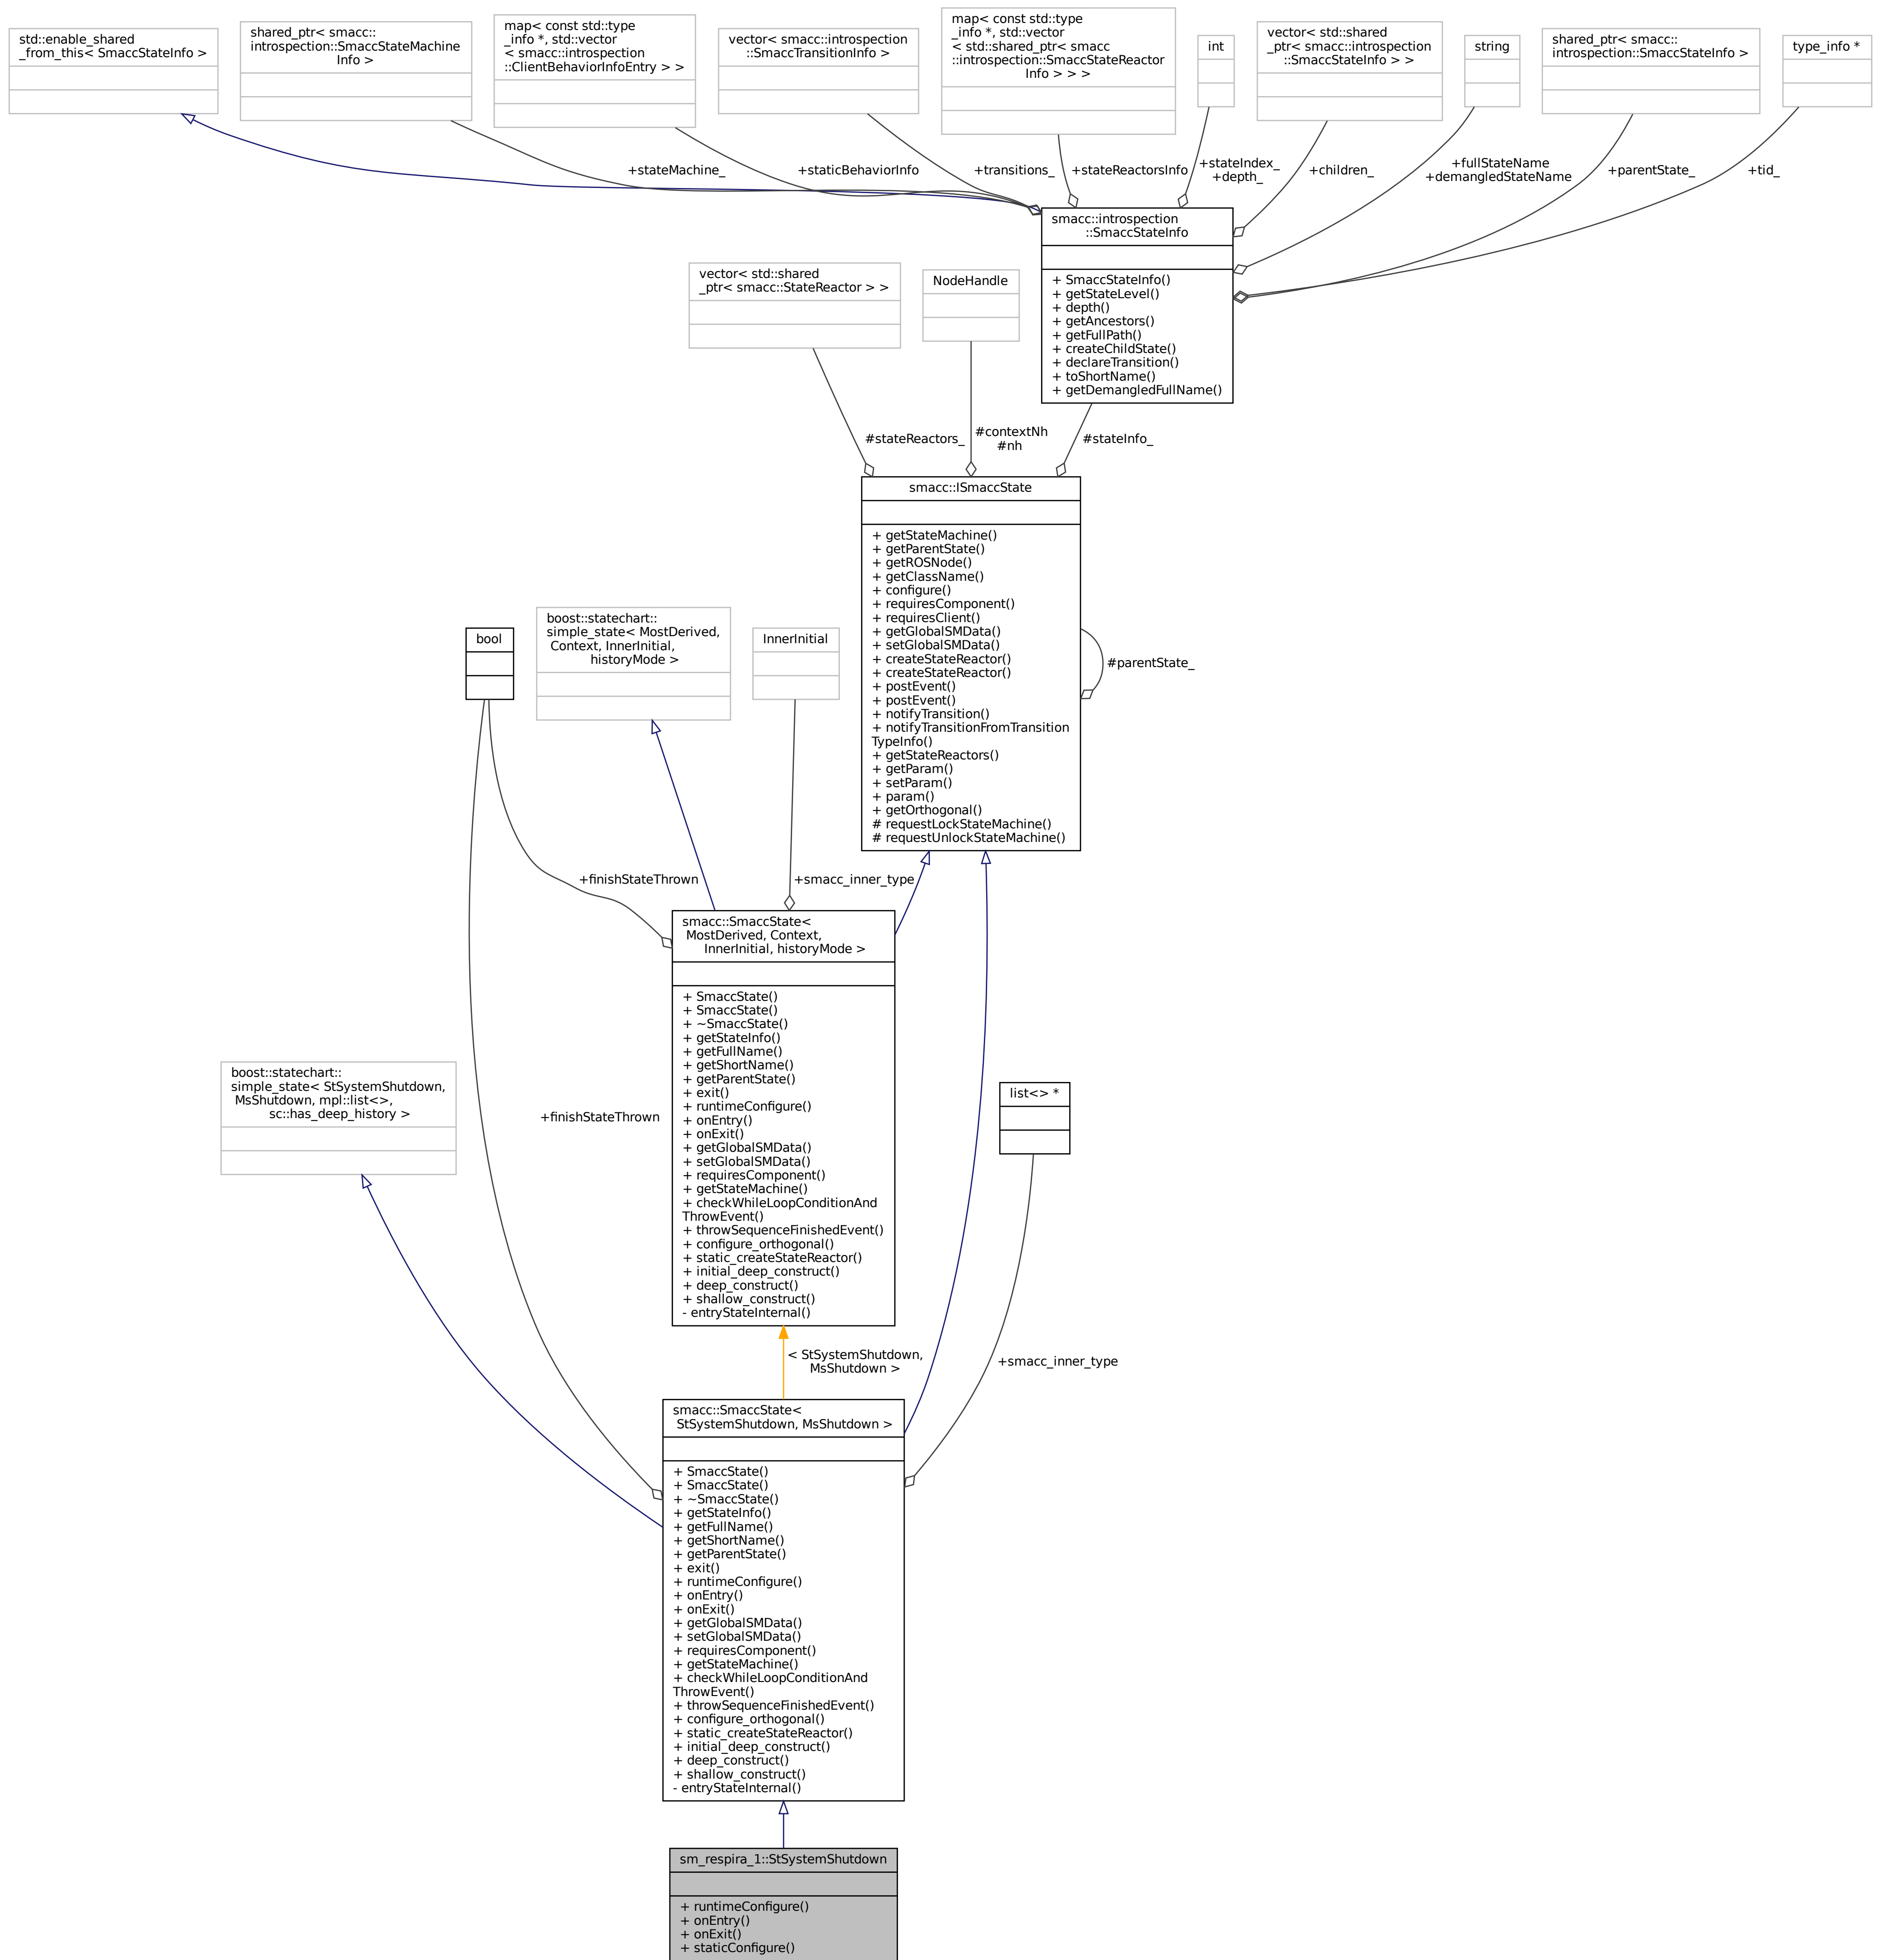 std::enable_shared
_from_this< SmaccStateInfo >
shared_ptr< smacc::
introspection::SmaccStateMachine
Info >
map< const std::type
_info *, std::vector
< smacc::introspection
::ClientBehaviorInfoEntry > >
vector< smacc::introspection
::SmaccTransitionInfo >
map< const std::type
_info *, std::vector
< std::shared_ptr< smacc
::introspection::SmaccStateReactor
Info > > >
int
vector< std::shared
_ptr< smacc::introspection
::SmaccStateInfo > >
string
shared_ptr< smacc::
introspection::SmaccStateInfo >
type_info *
+stateMachine_
+staticBehaviorInfo
+transitions_
+stateReactorsInfo
+stateIndex_
+depth_
+children_
+fullStateName
+demangledStateName
+parentState_
+tid_
smacc::introspection
::SmaccStateInfo
+ SmaccStateInfo()
+ getStateLevel()
+ depth()
+ getAncestors()
+ getFullPath()
+ createChildState()
+ declareTransition()
+ toShortName()
+ getDemangledFullName()
vector< std::shared
_ptr< smacc::StateReactor > >
NodeHandle
#stateReactors_
#contextNh
#nh
#stateInfo_
smacc::ISmaccState
+ getStateMachine()
+ getParentState()
+ getROSNode()
+ getClassName()
+ configure()
+ requiresComponent()
+ requiresClient()
+ getGlobalSMData()
+ setGlobalSMData()
+ createStateReactor()
+ createStateReactor()
+ postEvent()
+ postEvent()
+ notifyTransition()
+ notifyTransitionFromTransition
TypeInfo()
+ getStateReactors()
+ getParam()
+ setParam()
+ param()
+ getOrthogonal()
# requestLockStateMachine()
# requestUnlockStateMachine()
#parentState_
bool
boost::statechart::
simple_state< MostDerived,
Context, InnerInitial,
historyMode >
InnerInitial
+finishStateThrown
+smacc_inner_type
smacc::SmaccState<
MostDerived, Context,
InnerInitial, historyMode >
+ SmaccState()
+ SmaccState()
+ ~SmaccState()
+ getStateInfo()
+ getFullName()
+ getShortName()
+ getParentState()
+ exit()
+ runtimeConfigure()
+ onEntry()
+ onExit()
+ getGlobalSMData()
+ setGlobalSMData()
+ requiresComponent()
+ getStateMachine()
+ checkWhileLoopConditionAnd
ThrowEvent()
+ throwSequenceFinishedEvent()
+ configure_orthogonal()
+ static_createStateReactor()
+ initial_deep_construct()
+ deep_construct()
+ shallow_construct()
- entryStateInternal()
boost::statechart::
simple_state< StSystemShutdown,
MsShutdown, mpl::list<>,
sc::has_deep_history >
+finishStateThrown
list<> *
< StSystemShutdown,
MsShutdown >
+smacc_inner_type
smacc::SmaccState<
StSystemShutdown, MsShutdown >
+ SmaccState()
+ SmaccState()
+ ~SmaccState()
+ getStateInfo()
+ getFullName()
+ getShortName()
+ getParentState()
+ exit()
+ runtimeConfigure()
+ onEntry()
+ onExit()
+ getGlobalSMData()
+ setGlobalSMData()
+ requiresComponent()
+ getStateMachine()
+ checkWhileLoopConditionAnd
ThrowEvent()
+ throwSequenceFinishedEvent()
+ configure_orthogonal()
+ static_createStateReactor()
+ initial_deep_construct()
+ deep_construct()
+ shallow_construct()
- entryStateInternal()
sm_respira_1::StSystemShutdown
+ runtimeConfigure()
+ onEntry()
+ onExit()
+ staticConfigure()